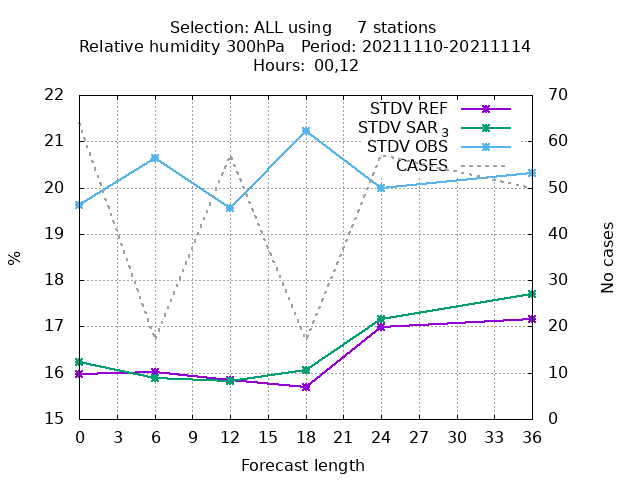 Selection: ALL using     7 stations
Relative humidity 300hPa   Period: 20211110-20211114
Hours: 00,12
22
21
20
19
18
17
16
15
70
60
50
40
30
20
10
0
STDV REF
STDV SAR 3
STDV OBS
CASES
%
No cases
0 3 6 9 12 15 18 21 24 27 30 33 36
Forecast length